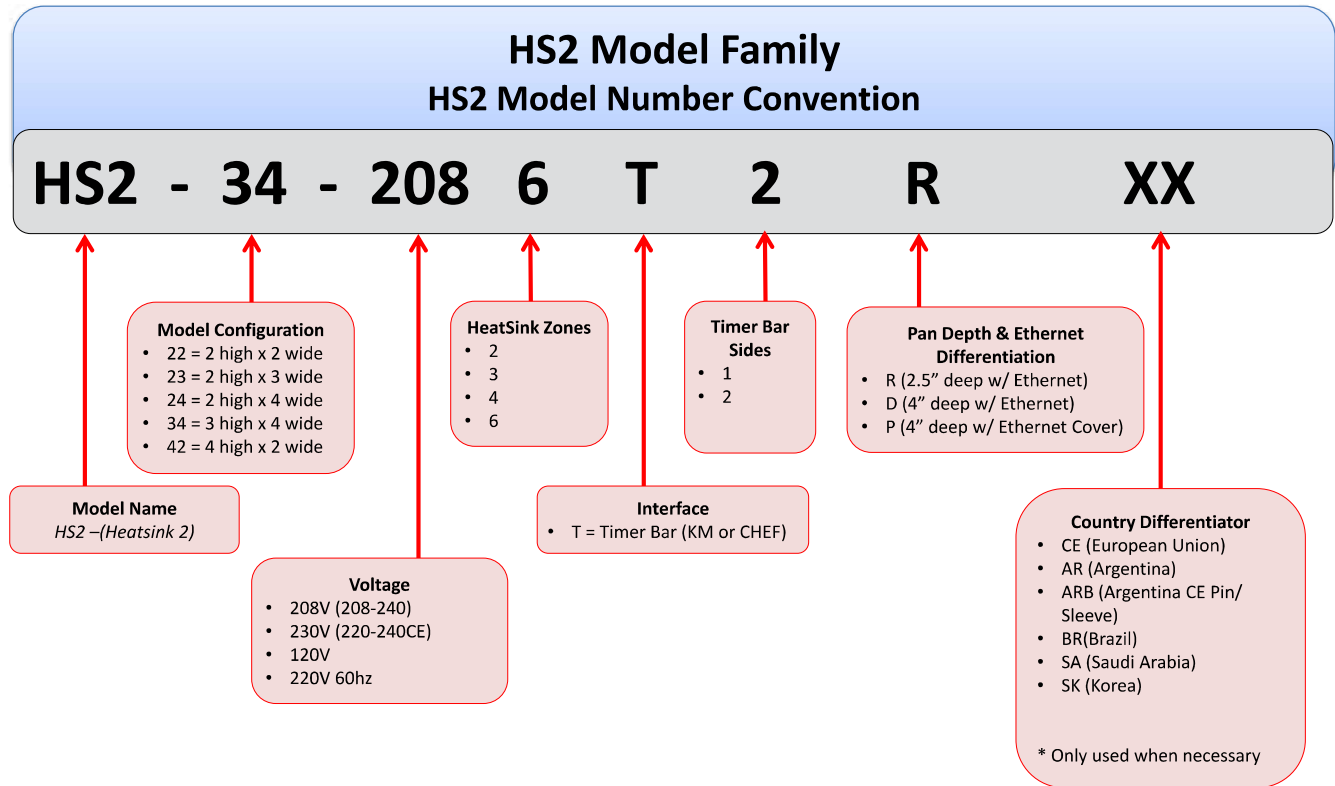 HS2 Model Family
HS2 Model Number Convention
HS2 - 34 - 208 6 T 2 R XX
Model Configuration
• 22 = 2 high x 2 wide
• 23 = 2 high x 3 wide
• 24 = 2 high x 4 wide
• 34 = 3 high x 4 wide
• 42 = 4 high x 2 wide
HeatSink Zones
• 2
• 3
• 4
• 6
Timer Bar
Sides
• 1
• 2
Pan Depth & Ethernet
Differentiation
• R (2.5” deep w/ Ethernet)
• D (4” deep w/ Ethernet)
• P (4” deep w/ Ethernet Cover)
Model Name
HS2 –(Heatsink 2)
Interface
• T = Timer Bar (KM or CHEF)
Voltage
• 208V (208-240)
• 230V (220-240CE)
• 120V
• 220V 60hz
Country Differentiator
• CE (European Union)
• AR (Argentina)
• ARB (Argentina CE Pin/
Sleeve)
• BR(Brazil)
• SA (Saudi Arabia)
• SK (Korea)
* Only used when necessary